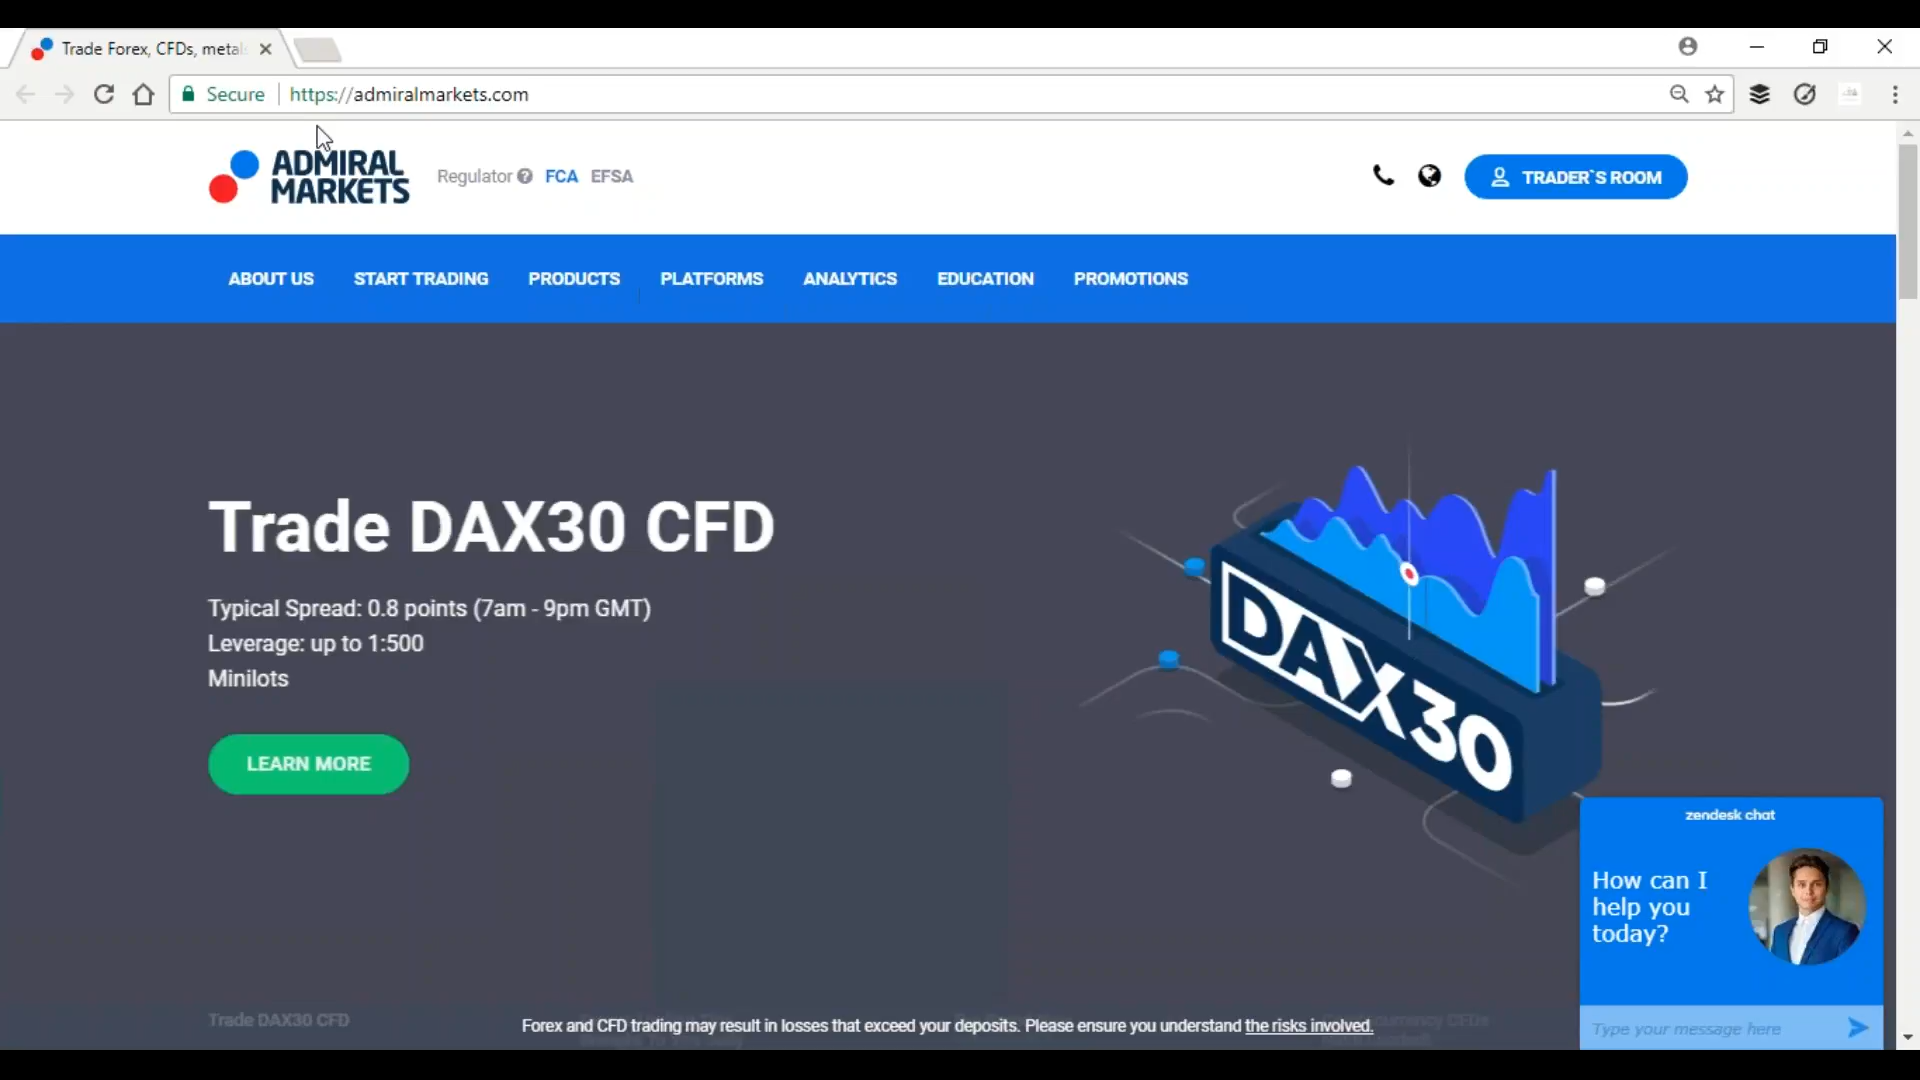 Trade Forex, CFDs, metal
Secure
https://admiralmarkets.com
ADMIRAL
MARKETS
Regulator FCA EFSA
TRADER`S ROOM
ABOUT US START TRADING PRODUCTS PLATFORMS ANALYTICS EDUCATION PROMOTIONS
Trade DAX30 CFD
Typical Spread: 0.8 points (7am - 9pm GMT)
Leverage: up to 1:500
Minilots
LEARN MORE
DAX30
zendesk chat
How can I
help you
today?
Type your message here
Trade DAX30 CFD
Forex and CFD trading may result in losses that exceed your deposits. Please ensure you understand the risks involved.